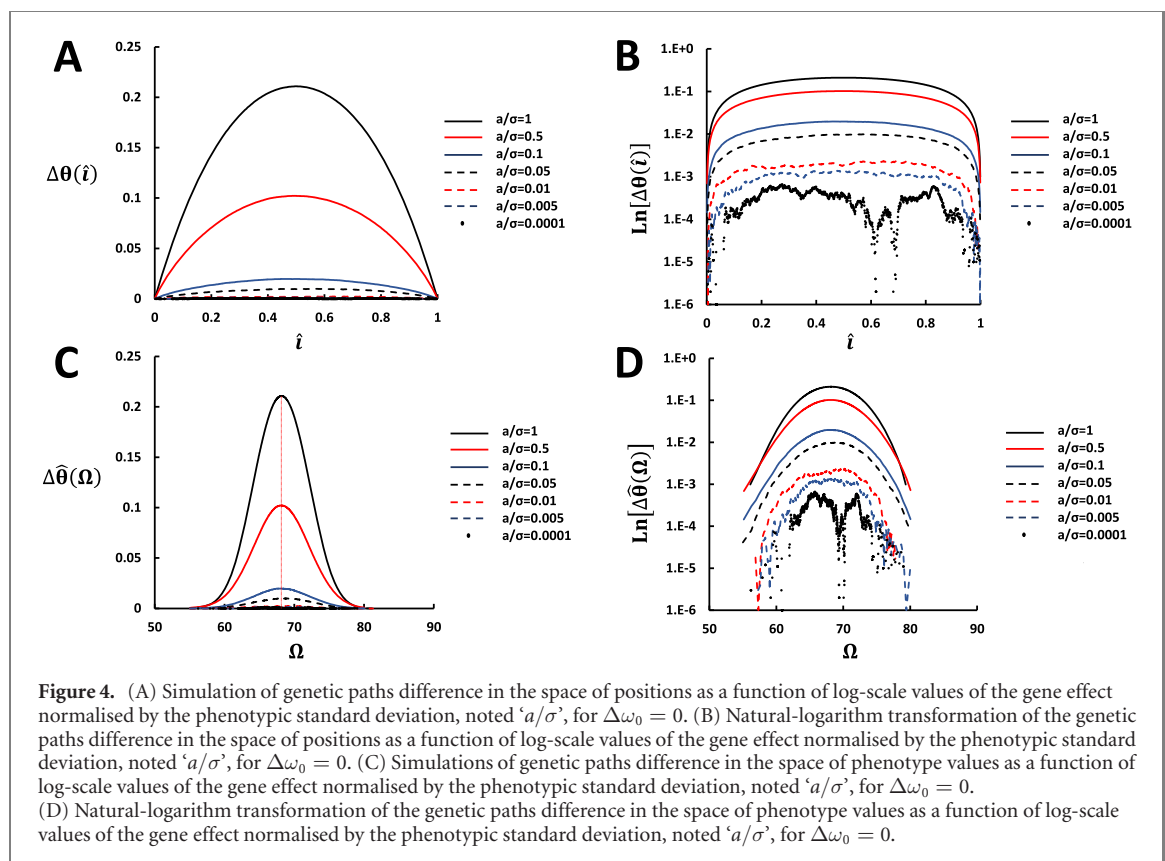 A
0.25
0.2
0.15
0.1
0.05
0
Δθ(î)
0 0.2 0.4 0.6 0.8 1
î
a/σ=1
a/σ=0.5
a/σ=0.1
a/σ=0.05
a/σ=0.01
a/σ=0.005
a/σ=0.0001
B
1.E+0
1.E-1
1.E-2
1.E-3
1.E-4
1.E-5
1.E-6
Ln[Δθ(î)]
0 0.2 0.4 0.6 0.8 1
î
a/σ=1
a/σ=0.5
a/σ=0.1
a/σ=0.05
a/σ=0.01
a/σ=0.005
a/σ=0.0001
C
0.25
0.2
0.15
0.1
0.05
0
Δθ̂(Ω)
50 60 70 80 90
Ω
a/σ=1
a/σ=0.5
a/σ=0.1
a/σ=0.05
a/σ=0.01
a/σ=0.005
a/σ=0.0001
D
1.E+0
1.E-1
1.E-2
1.E-3
1.E-4
1.E-5
1.E-6
Ln[Δθ̂(Ω)]
50 60 70 80 90
Ω
a/σ=1
a/σ=0.5
a/σ=0.1
a/σ=0.05
a/σ=0.01
a/σ=0.005
a/σ=0.0001
Figure 4. (A) Simulation of genetic paths difference in the space of positions as a function of log-scale values of the gene effect
normalised by the phenotypic standard deviation, noted ‘a/σ’, for Δω₀ = 0. (B) Natural-logarithm transformation of the genetic
paths difference in the space of positions as a function of log-scale values of the gene effect normalised by the phenotypic standard
deviation, noted ‘a/σ’, for Δω₀ = 0. (C) Simulations of genetic paths difference in the space of phenotype values as a function of
log-scale values of the gene effect normalised by the phenotypic standard deviation, noted ‘a/σ’, for Δω₀ = 0.
(D) Natural-logarithm transformation of the genetic paths difference in the space of phenotype values as a function of log-scale
values of the gene effect normalised by the phenotypic standard deviation, noted ‘a/σ’, for Δω₀ = 0.